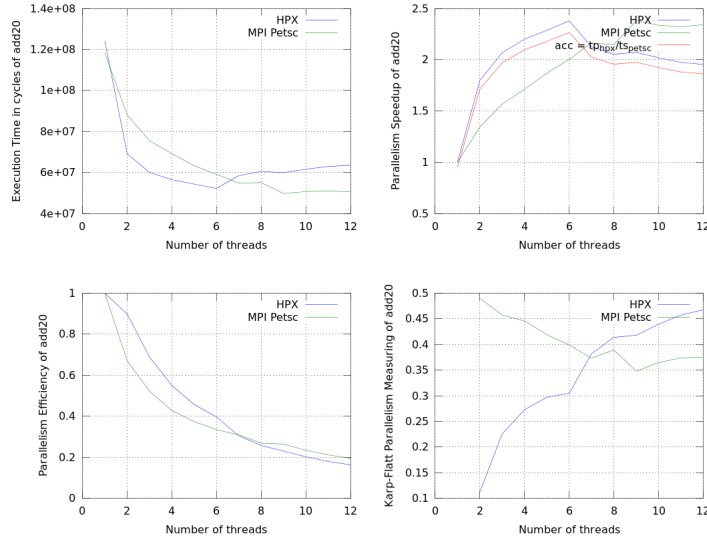 Execution Time in cycles of add20
1.4e+08
1.2e+08
1e+08
8e+07
6e+07
4e+07
0
2
4
6
8
10
12
Number of threads
HPX
MPI Petsc
Parallelism Speedup of add20
2.5
2
1.5
1
0.5
0
2
4
6
8
10
12
Number of threads
HPX
MPI Petsc
acc = tpHpx/tspetsc
Parallelism Efficiency of add20
1
0.8
0.6
0.4
0.2
0
0
2
4
6
8
10
12
Number of threads
HPX
MPI Petsc
Karp-Flatt Parallelism Measuring of add20
0.5
0.45
0.4
0.35
0.3
0.25
0.2
0.15
0.1
0
2
4
6
8
10
12
Number of threads
HPX
MPI Petsc